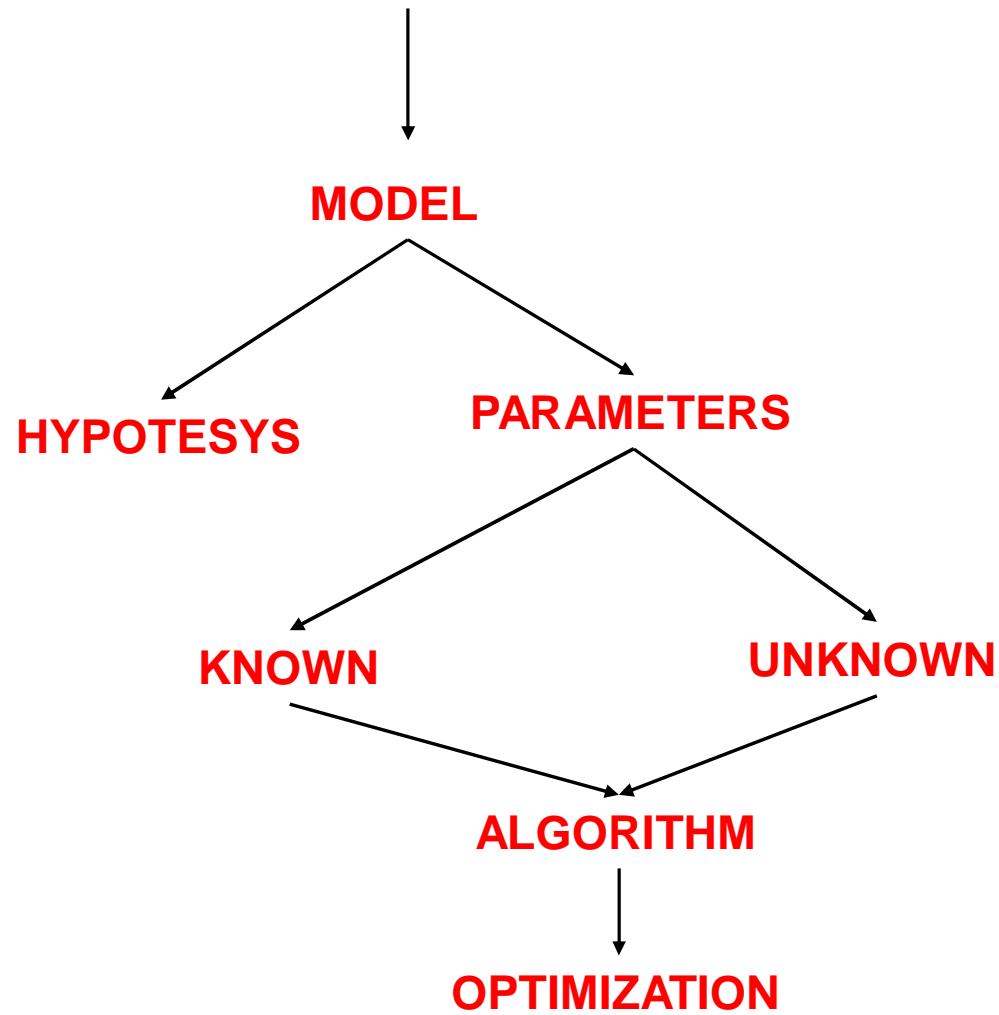 MODEL
HYPOTESYS
PARAMETERS
KNOWN
UNKNOWN
ALGORITHM
OPTIMIZATION